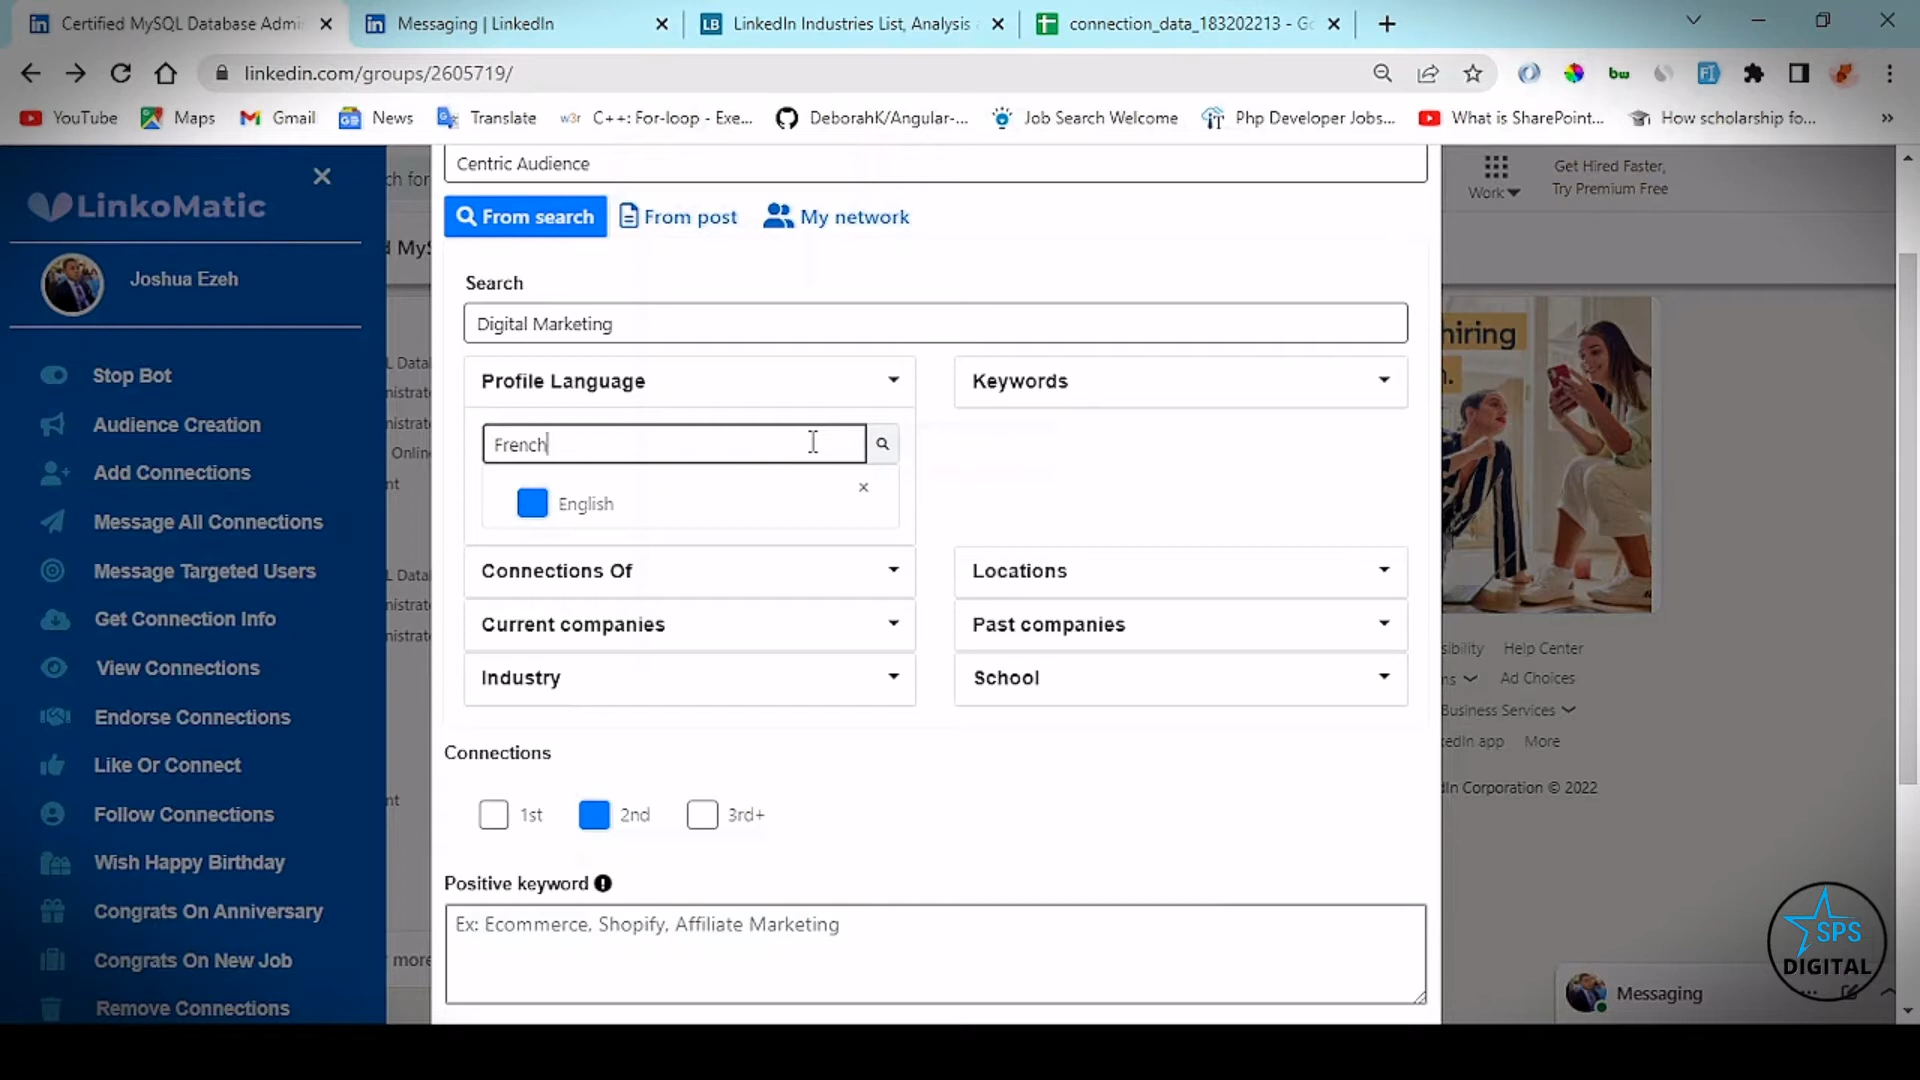 Certified MySQL Database Admi
Messaging | LinkedIn
LB LinkedIn Industries List, Analysis
connection_data_183202213 - Go
linkedin.com/groups/2605719/
bw
YouTube
Maps
Gmail
News
Translate
w3r C++: For-loop - Exe...
DeborahK/Angular-...
Job Search Welcome
Php Developer Jobs...
What is SharePoint...
How scholarship fo...
LinkoMatic
Joshua Ezeh
Stop Bot
Audience Creation
Add Connections
Message All Connections
Message Targeted Users
Get Connection Info
View Connections
Endorse Connections
Like Or Connect
Follow Connections
Wish Happy Birthday
Congrats On Anniversary
Congrats On New Job
Remove Connections
Centric Audience
From search
From post
My network
Search
Digital Marketing
Profile Language
Keywords
French
English
Connections Of
Locations
Current companies
Past companies
Industry
School
Connections
1st
2nd
3rd+
Positive keyword
Ex: Ecommerce, Shopify, Affiliate Marketing
Work
Get Hired Faster,
Try Premium Free
hiring
Help Center
Ad Choices
Business Services
More
In Corporation © 2022
Messaging
SPS
DIGITAL